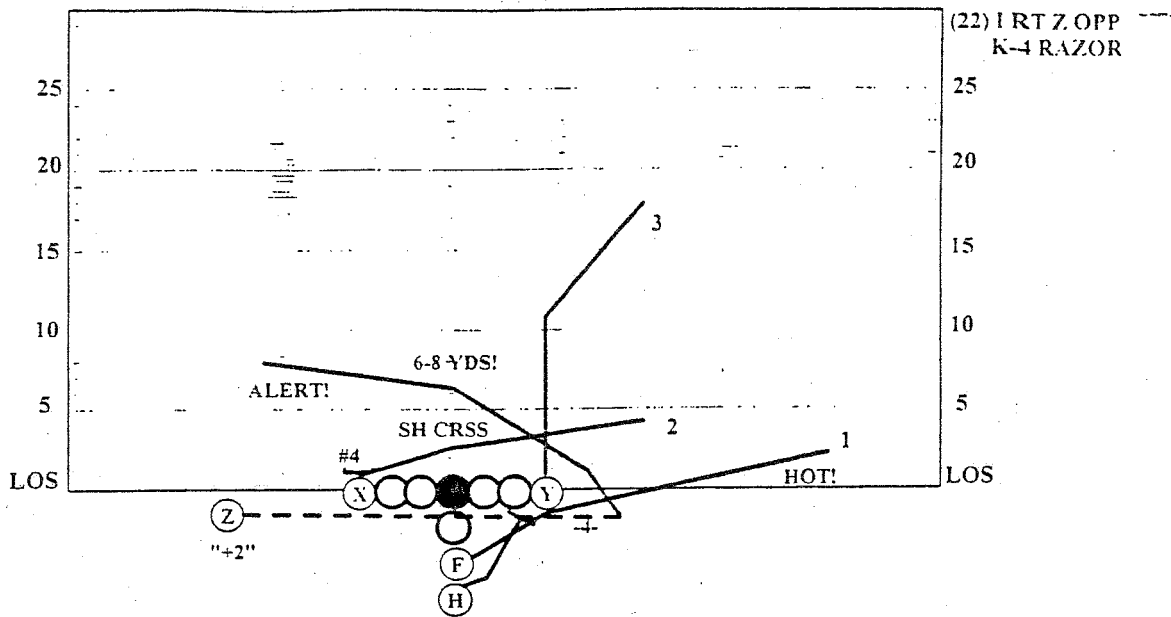 (22) I RT Z OPP
K-4 RAZOR
25 25
20 20
3
15 15
10 10
6-8 YDS!
ALERT!
5 5
SH CRSS 2
1
#4
LOS HOT! LOS
X Y
Z -4-
"+2"
F
H